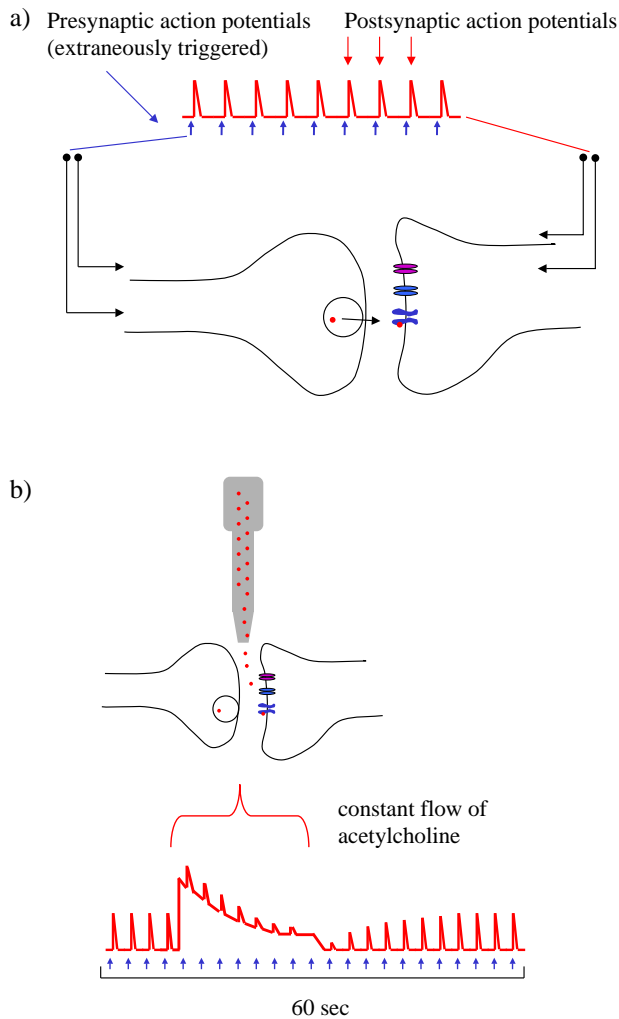 a)
Presynaptic action potentials
(extraneously triggered)
Postsynaptic action potentials
b)
constant flow of
acetylcholine
60 sec